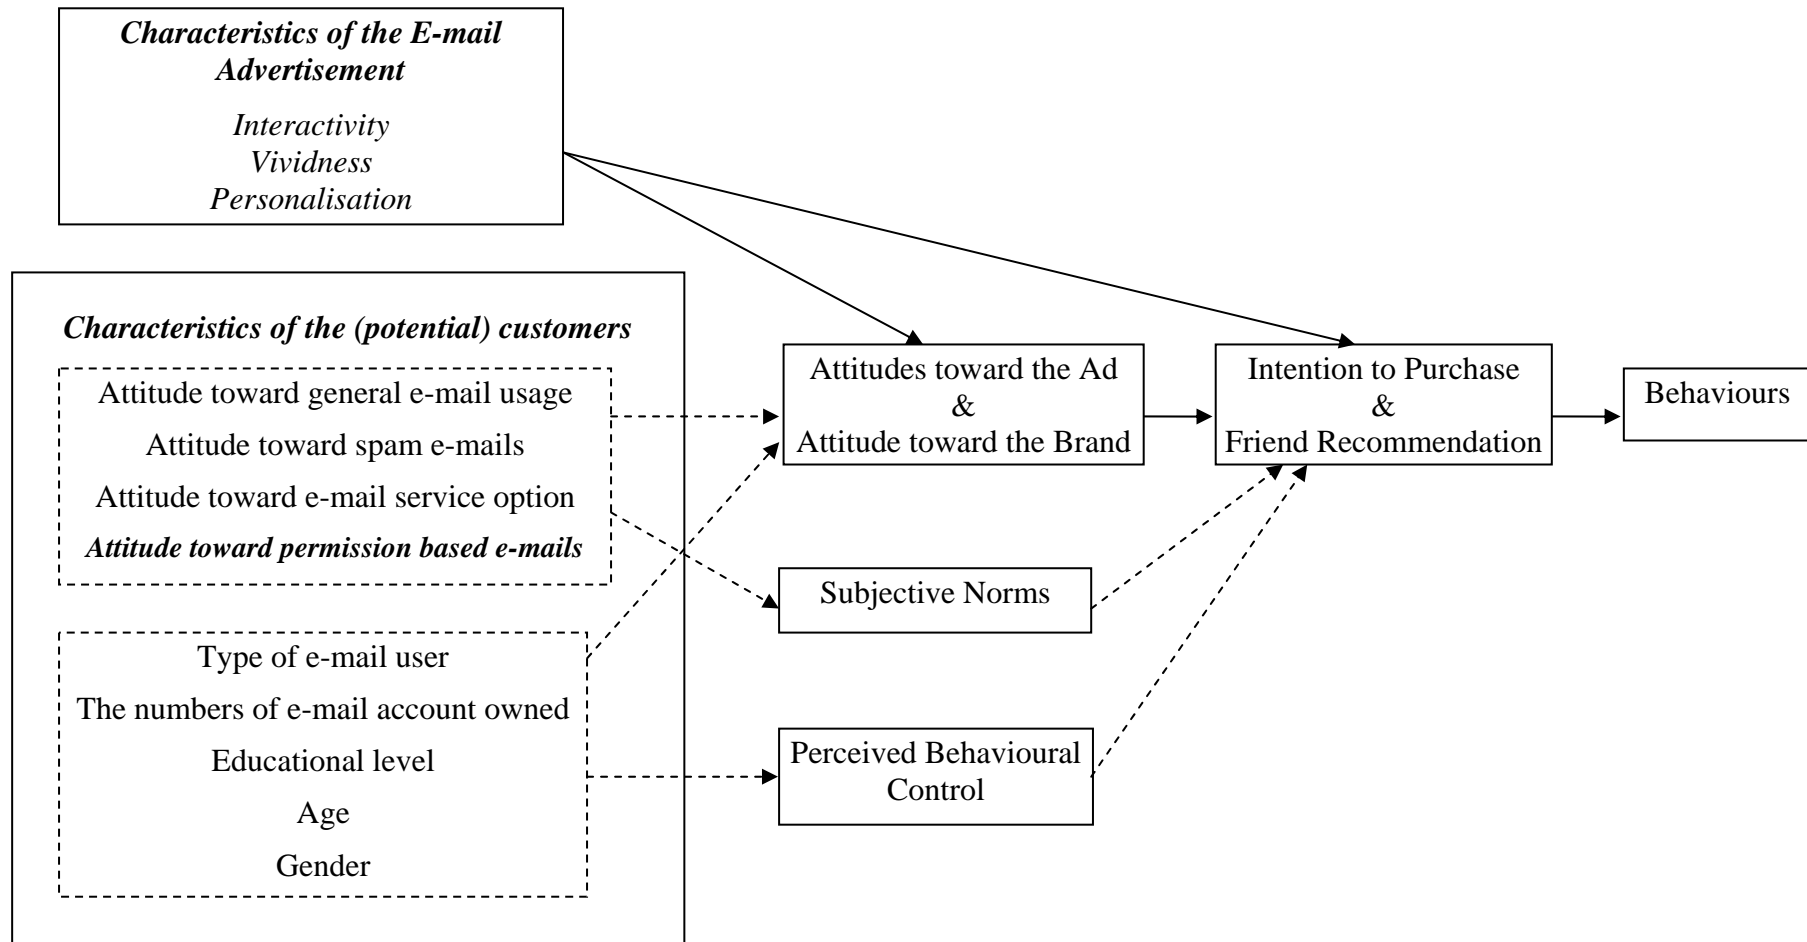 Characteristics of the E-mail
Advertisement
Interactivity
Vividness
Personalisation
Characteristics of the (potential) customers
Attitude toward general e-mail usage
Attitude toward spam e-mails
Attitude toward e-mail service option
Attitude toward permission based e-mails
Type of e-mail user
The numbers of e-mail account owned
Educational level
Age
Gender
Attitudes toward the Ad
&
Attitude toward the Brand
Subjective Norms
Perceived Behavioural
Control
Intention to Purchase
&
Friend Recommendation
Behaviours